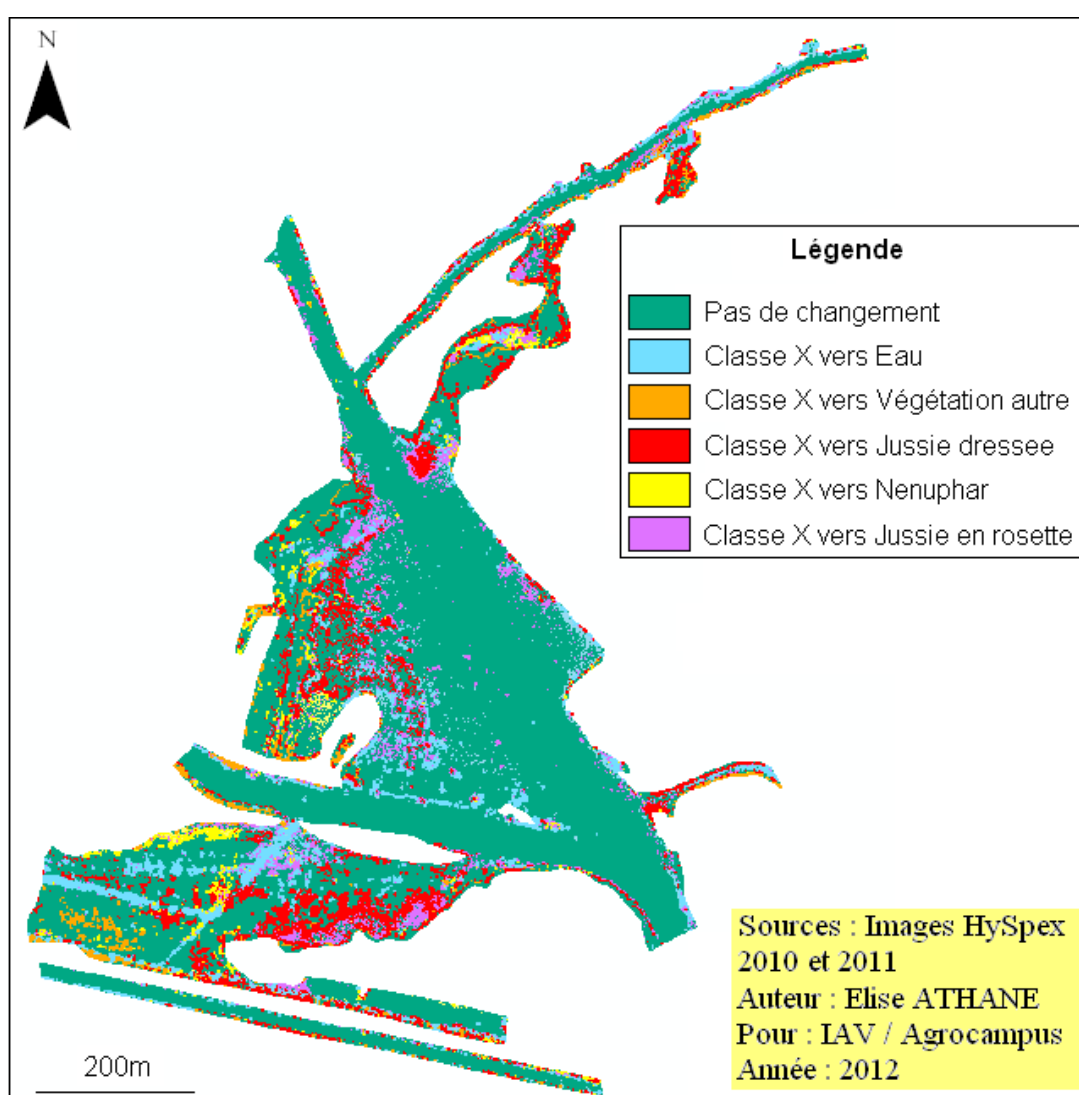 N
Légende
Pas de changement
Classe X vers Eau
Classe X vers Végétation autre
Classe X vers Jussie dressee
Classe X vers Nenuphar
Classe X vers Jussie en rosette
Sources : Images HySpex
2010 et 2011
Auteur : Elise ATHANE
Pour : IAV / Agrocampus
Année : 2012
200m